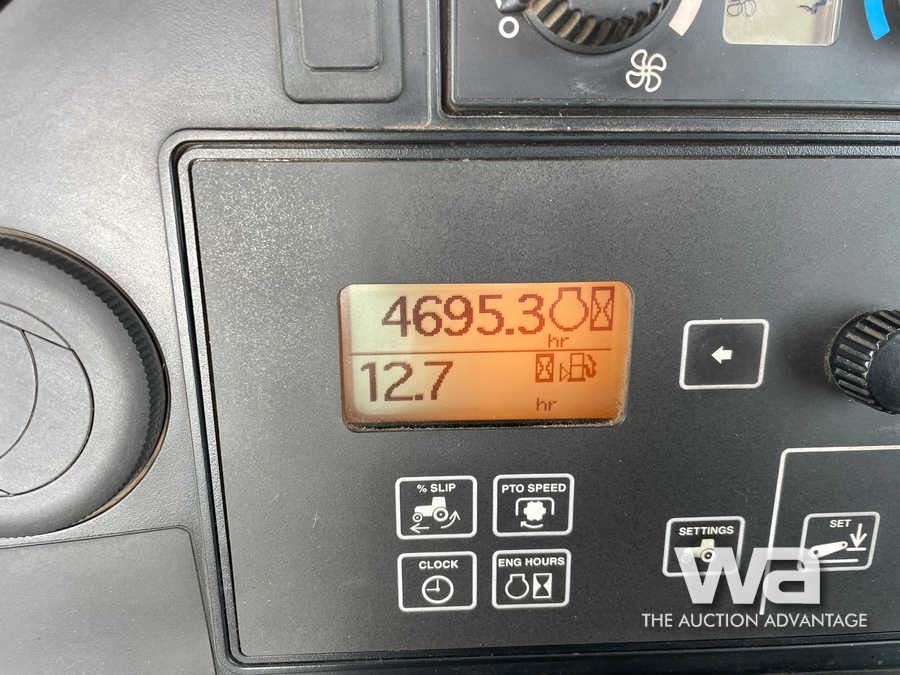 4695.3
hr
12.7
hr
% SLIP
PTO SPEED
CLOCK
ENG HOURS
SETTINGS
SET
wa
THE AUCTION ADVANTAGE